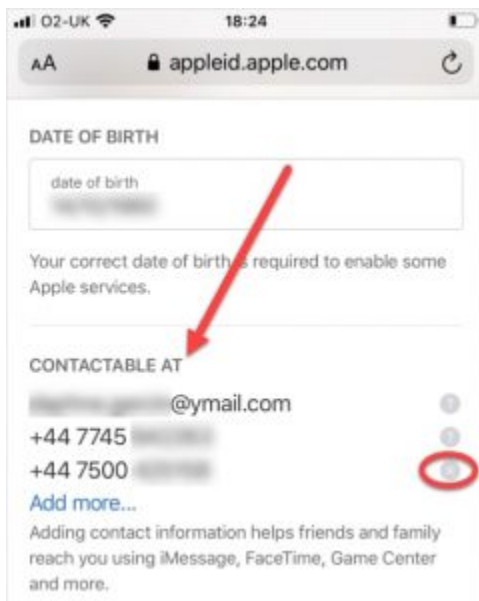 O2-UK 18:24
AA appleid.apple.com
DATE OF BIRTH
date of birth
Your correct date of birth is required to enable some
Apple services.
CONTACTABLE AT
@ymail.com
+44 7745
+44 7500
Add more...
Adding contact information helps friends and family
reach you using iMessage, FaceTime, Game Center
and more.